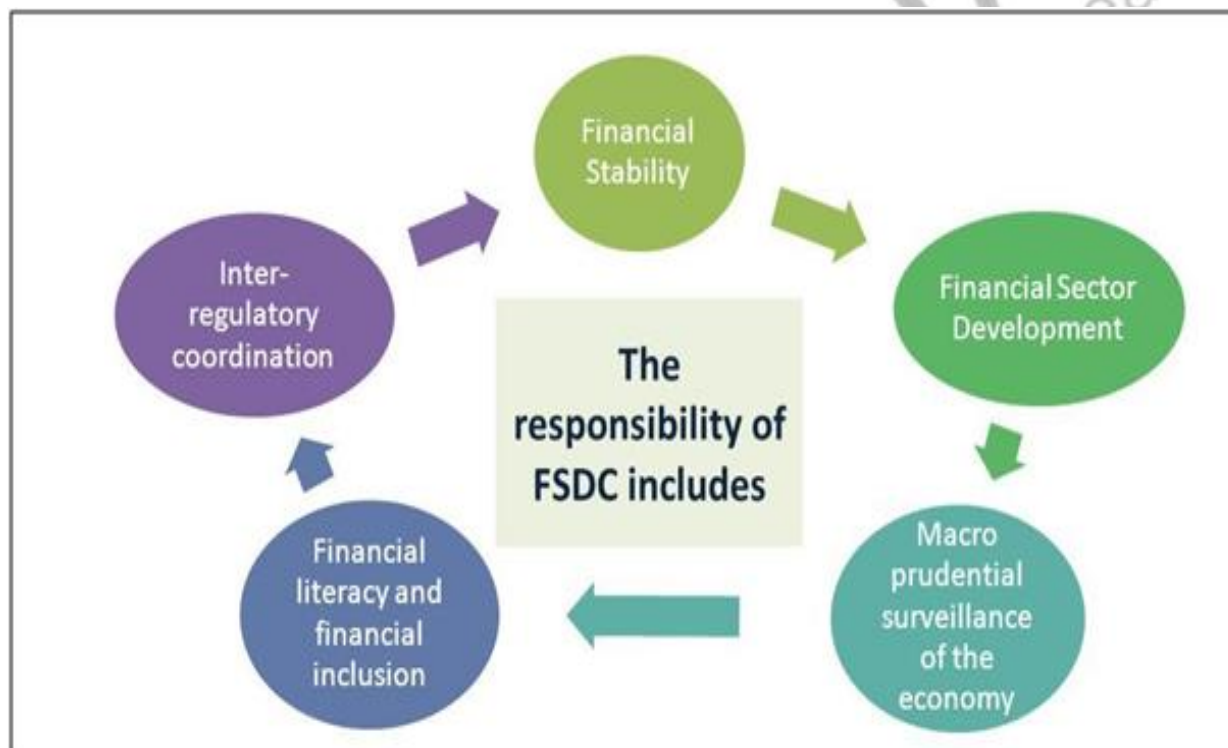 Financial
Stability
Financial Sector
Development
Macro
prudential
surveillance
of the
economy
Financial
literacy and
financial
inclusion
Inter-
regulatory
coordination
The
responsibility of
FSDC includes